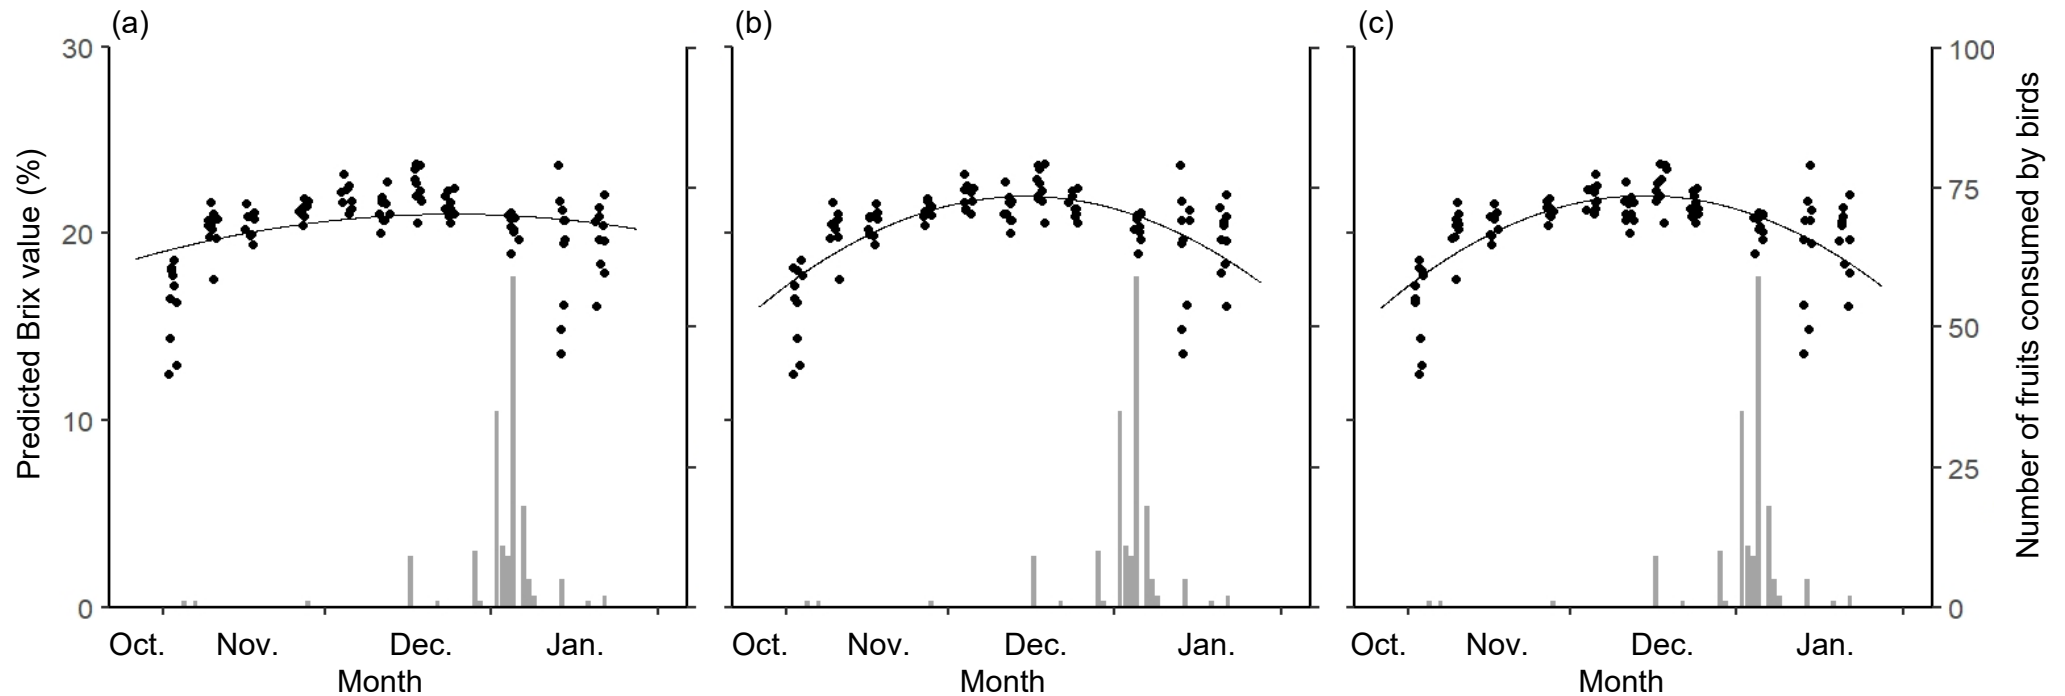 (a) (b) (c)
30 100
Predicted Brix value (%)
20
10
0
75
50
25
0
Number of fruits consumed by birds
Oct. Nov. Dec. Jan. Oct. Nov. Dec. Jan. Oct. Nov. Dec. Jan.
Month Month Month